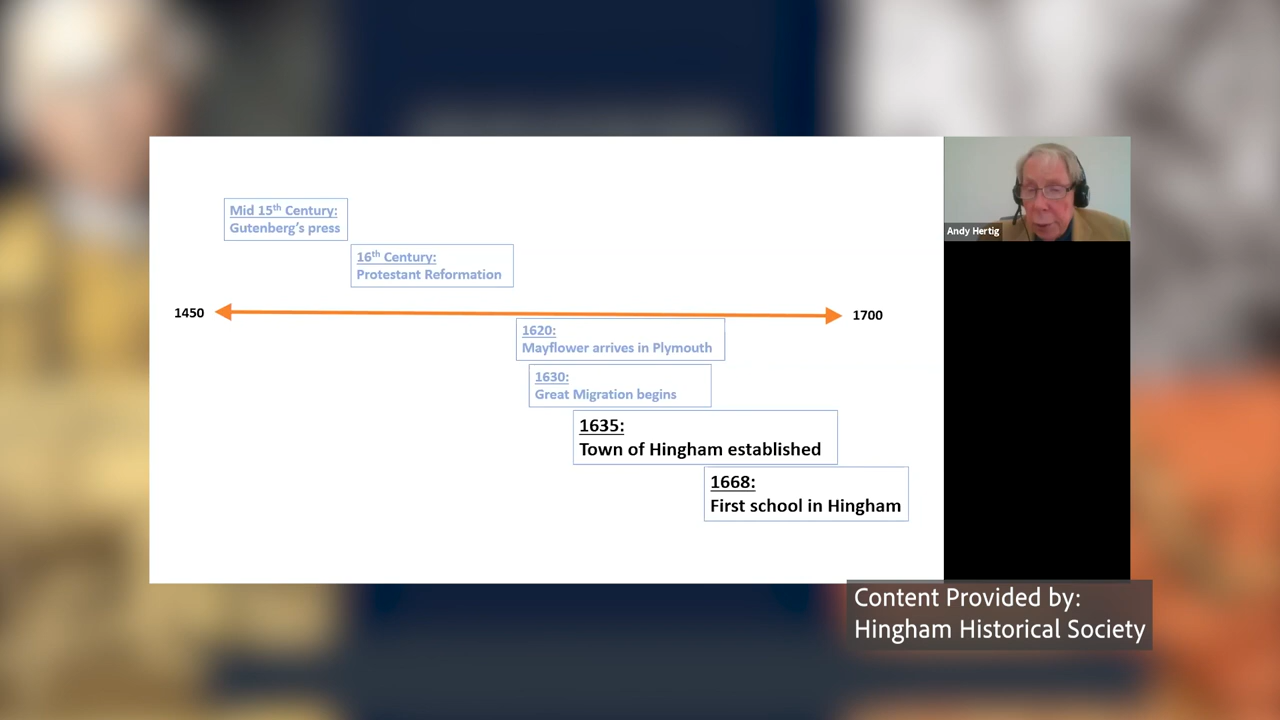 Mid 15th Century:
Gutenberg's press
16th Century:
Protestant Reformation
1450
1700
1620:
Mayflower arrives in Plymouth
1630:
Great Migration begins
1635:
Town of Hingham established
1668:
First school in Hingham
Andy Hertig
Content Provided by:
Hingham Historical Society